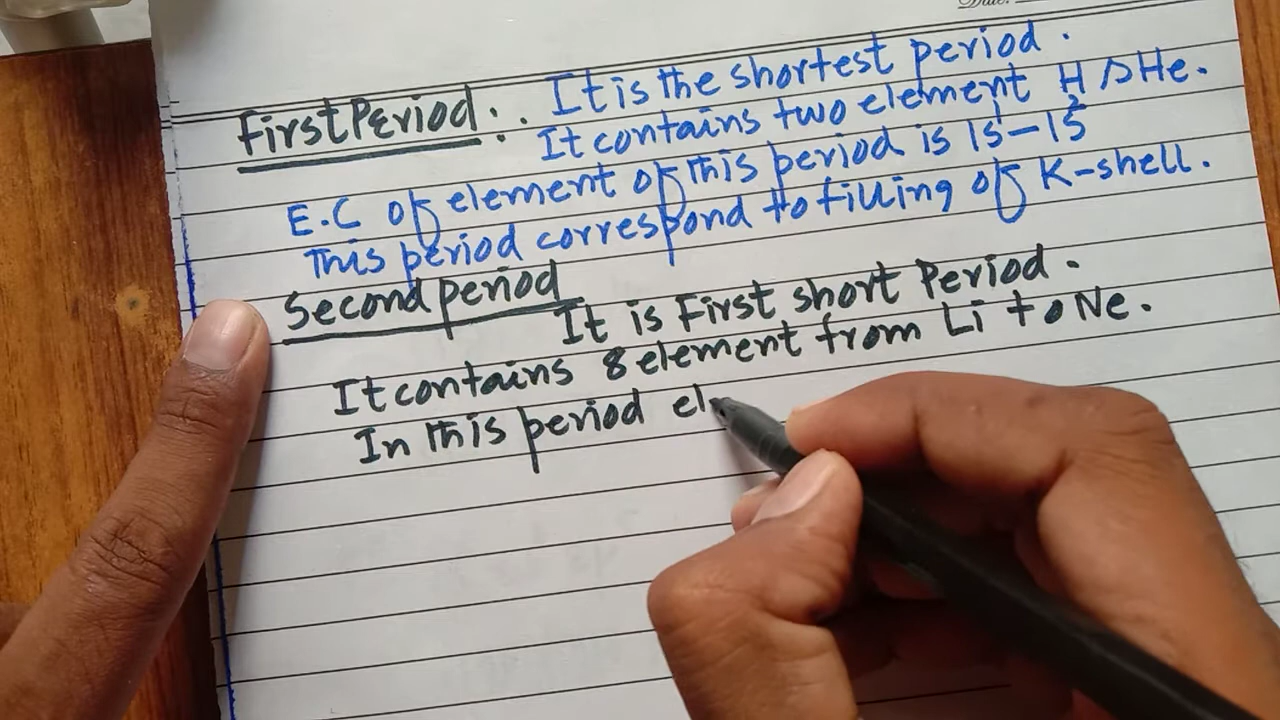 Date:
First Period:. It is the shortest period.
It contains two element H & He.
E.C of element of this period is 1s¹-1s²
This period correspond to filling of K-shell.
Second period
It is First short Period.
It contains 8 element from Li to Ne.
In this period el